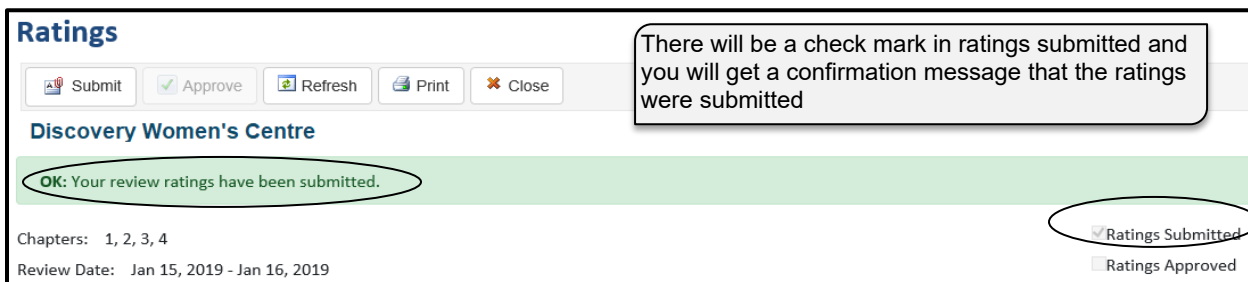 Ratings
There will be a check mark in ratings submitted and
you will get a confirmation message that the ratings
were submitted
Submit Approve Refresh Print Close
Discovery Women's Centre
OK: Your review ratings have been submitted.
Chapters: 1, 2, 3, 4
Ratings Submitted
Review Date: Jan 15, 2019 - Jan 16, 2019
Ratings Approved